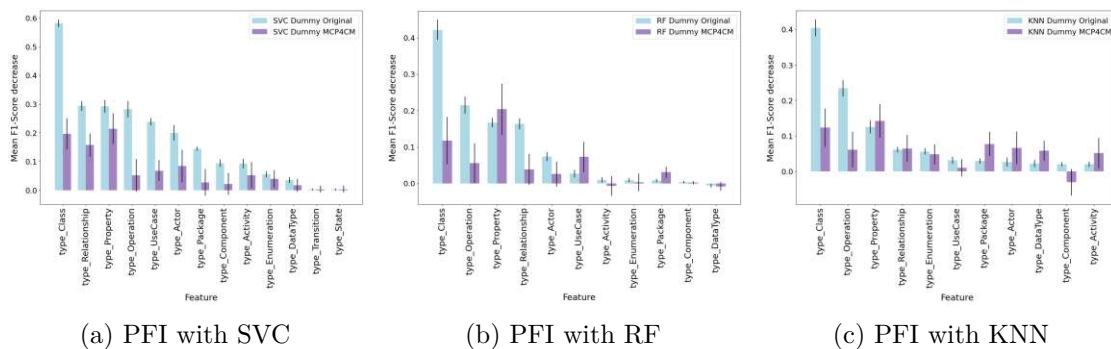 SVC Dummy Original
SVC Dummy MCP4CM
Mean F1-Score decrease
0.6
0.5
0.4
0.3
0.2
0.1
0.0
type_Class
type_Relationship
type_Property
type_Operation
type_UseCase
type_Actor
type_Package
type_Component
type_Activity
type_Enumeration
type_DataType
type_Transition
type_State
Feature
(a) PFI with SVC
RF Dummy Original
RF Dummy MCP4CM
Mean F1-Score decrease
0.4
0.3
0.2
0.1
0.0
type_Class
type_Operation
type_Property
type_Relationship
type_Actor
type_UseCase
type_Activity
type_Enumeration
type_Package
type_Component
type_DataType
Feature
(b) PFI with RF
KNN Dummy Original
KNN Dummy MCP4CM
Mean F1-Score decrease
0.4
0.3
0.2
0.1
0.0
type_Class
type_Operation
type_Property
type_Relationship
type_Enumeration
type_UseCase
type_Package
type_Actor
type_DataType
type_Component
type_Activity
Feature
(c) PFI with KNN